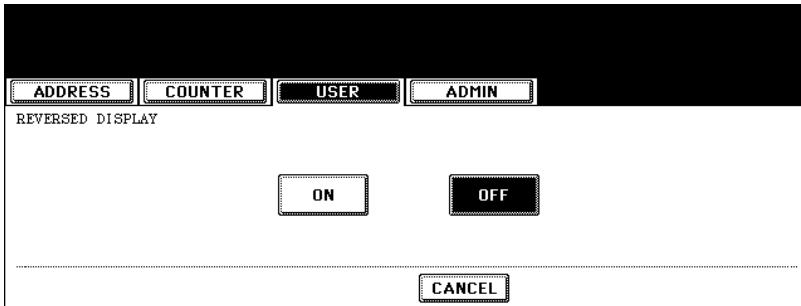 ADDRESS COUNTER USER ADMIN
REVERSED DISPLAY
ON OFF
CANCEL